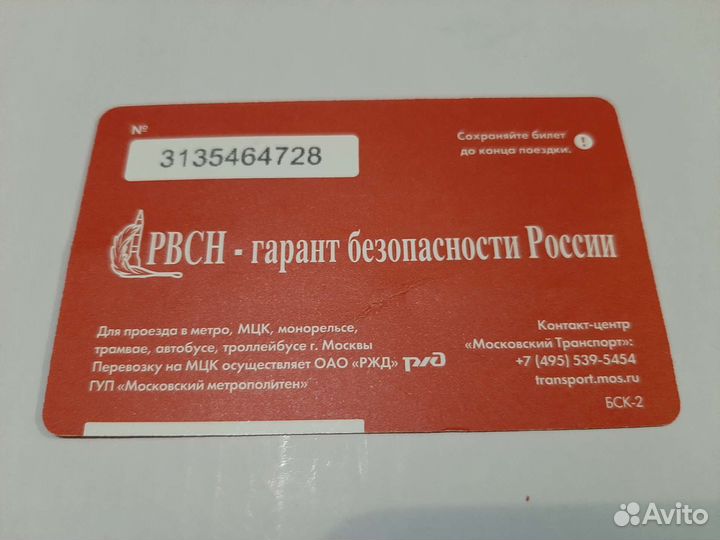 №
3135464728
Сохраняйте билет
до конца поездки. !
РВСН - гарант безопасности России
Для проезда в метро, МЦК, монорельсе,
трамвае, автобусе, троллейбусе г. Москвы
Перевозку на МЦК осуществляет ОАО «РЖД» РЖД
ГУП «Московский метрополитен»
Контакт-центр
«Московский Транспорт»:
+7 (495) 539-5454
transport.mos.ru
БСК-2
Avito